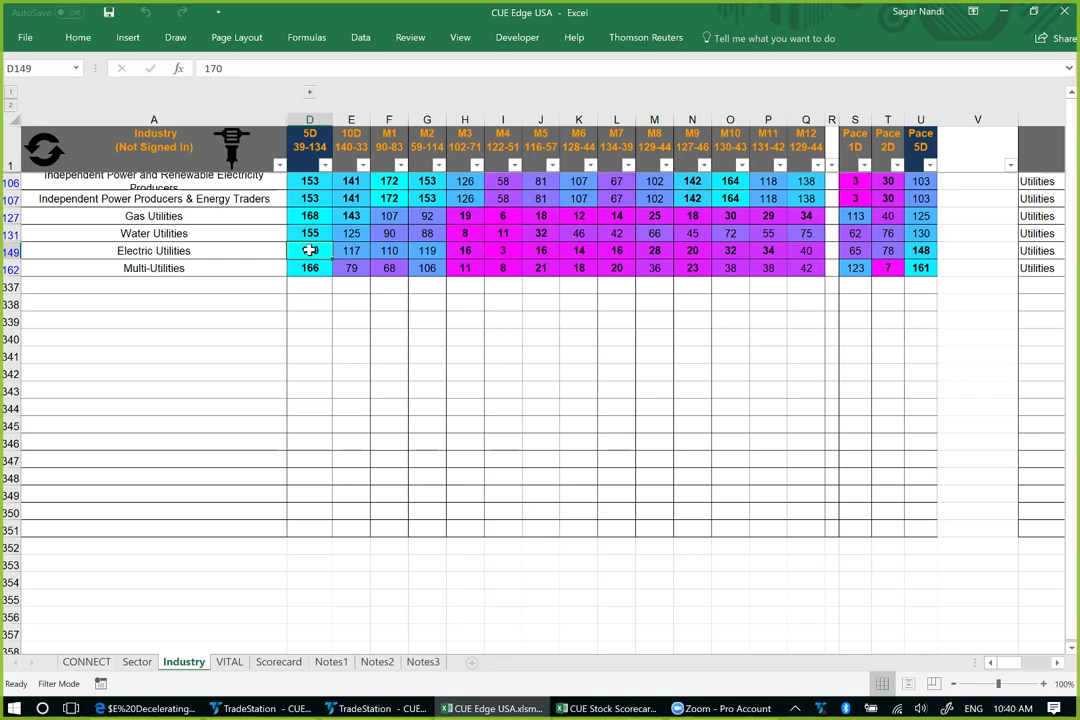 AutoSave Off
CUE Edge USA - Excel
Sagar Nandi
File Home Insert Draw Page Layout Formulas Data Review View Developer Help Thomson Reuters Tell me what you want to do Share
D149 fx 170
1
2
+
A D E F G H I J K L M N O P Q R S T U V
Industry 5D 10D M1 M2 M3 M4 M5 M6 M7 M8 M9 M10 M11 M12 Pace Pace Pace
1 (Not Signed In) 39-134 140-33 90-83 59-114 102-71 122-51 116-57 128-44 134-39 129-44 127-46 130-43 131-42 129-44 1D 2D 5D
106 Independent Power and Renewable Electricity Producers 153 141 172 153 126 58 81 107 67 102 142 164 118 138 3 30 103 Utilities
107 Independent Power Producers & Energy Traders 153 141 172 153 126 58 81 107 67 102 142 164 118 138 3 30 103 Utilities
127 Gas Utilities 168 143 107 92 19 6 18 12 14 25 18 30 29 34 113 40 125 Utilities
131 Water Utilities 155 125 90 88 8 11 32 46 42 66 45 72 55 75 62 76 130 Utilities
149 Electric Utilities 117 110 119 16 3 16 14 16 28 20 32 34 40 65 78 148 Utilities
162 Multi-Utilities 166 79 68 106 11 8 21 18 20 36 23 38 38 42 123 7 161 Utilities
337
338
339
340
341
342
343
344
345
346
347
348
349
350
351
352
353
354
355
356
357
358
CONNECT Sector Industry VITAL Scorecard Notes1 Notes2 Notes3
Ready Filter Mode 100%
$E%20Decelerating... TradeStation - CUE... TradeStation - CUE... CUE Edge USA.xlsm... CUE Stock Scorecar... Zoom - Pro Account ENG 10:40 AM